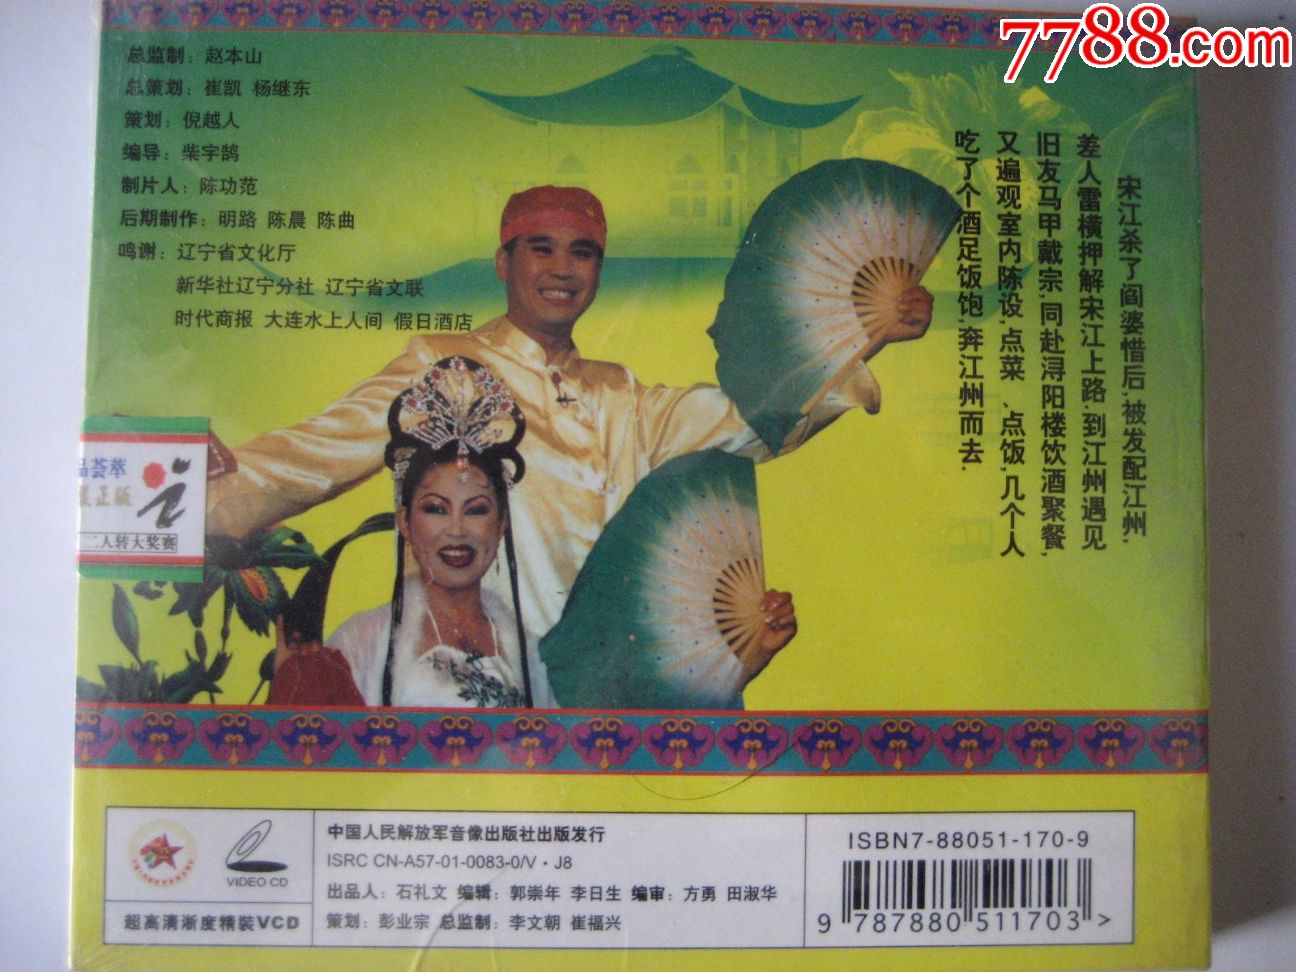 7788.com
总监制：赵本山
总策划：崔凯 杨继东
策划：倪越人
编导：柴宇鹄
制片人：陈功范
后期制作：明路 陈晨 陈曲
鸣谢：辽宁省文化厅
新华社辽宁分社 辽宁省文联
时代商报 大连水上人间 假日酒店
宋江杀了阎婆惜后,被发配江州,
差人雷横押解宋江上路.到江州遇见
旧友马甲戴宗,同赴浔阳楼饮酒聚餐,
又遍观室内陈设,点菜、点饭,几个人
吃了个酒足饭饱,奔江州而去.
品荟萃
正版
二人转大奖赛
VIDEO CD
超高清淅度精装VCD
中国人民解放军音像出版社出版发行
ISRC CN-A57-01-0083-0/V·J8
出品人：石礼文 编辑：郭崇年 李日生 编审：方勇 田淑华
策划：彭业宗 总监制：李文朝 崔福兴
ISBN7-88051-170-9
9 787880 511703 >